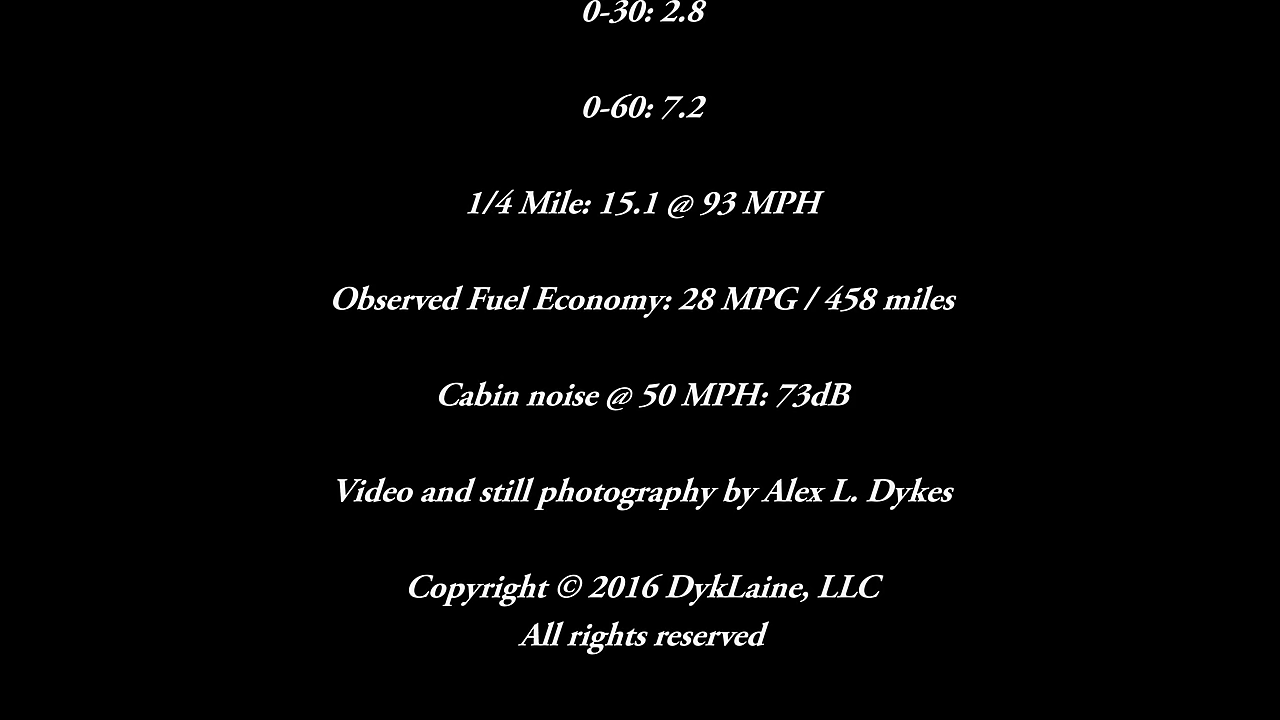 0-30: 2.8
0-60: 7.2
1/4 Mile: 15.1 @ 93 MPH
Observed Fuel Economy: 28 MPG / 458 miles
Cabin noise @ 50 MPH: 73dB
Video and still photography by Alex L. Dykes
Copyright © 2016 DykLaine, LLC
All rights reserved